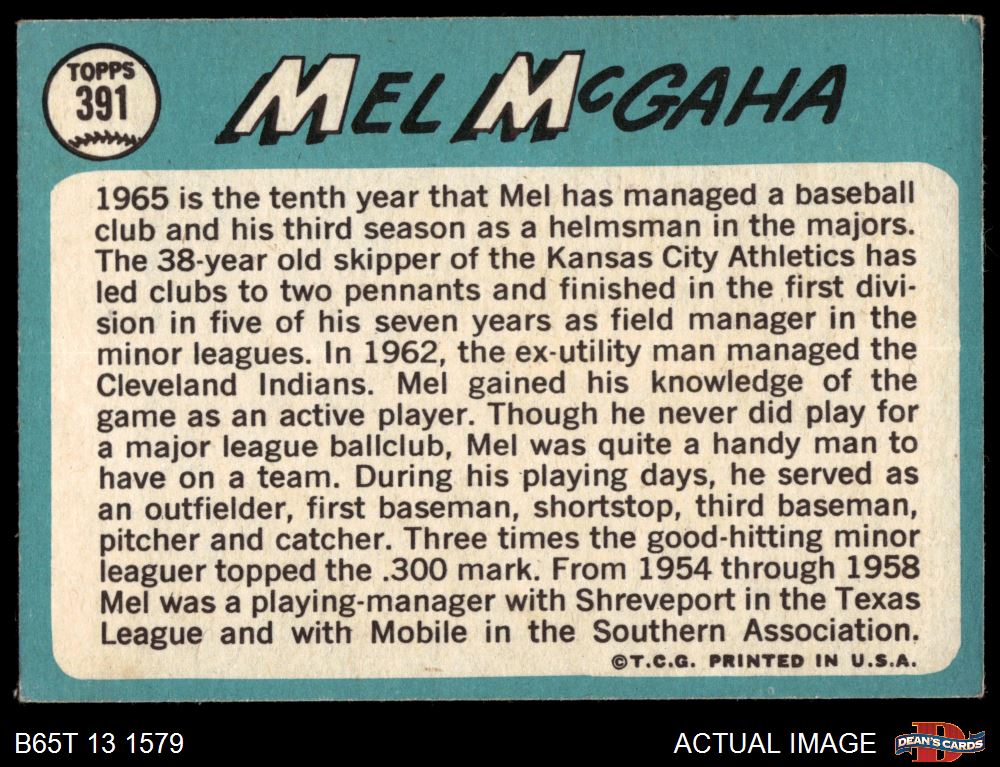 TOPPS
391
MEL McGAHA
1965 is the tenth year that Mel has managed a baseball
club and his third season as a helmsman in the majors.
The 38-year old skipper of the Kansas City Athletics has
led clubs to two pennants and finished in the first divi-
sion in five of his seven years as field manager in the
minor leagues. In 1962, the ex-utility man managed the
Cleveland Indians. Mel gained his knowledge of the
game as an active player. Though he never did play for
a major league ballclub, Mel was quite a handy man to
have on a team. During his playing days, he served as
an outfielder, first baseman, shortstop, third baseman,
pitcher and catcher. Three times the good-hitting minor
leaguer topped the .300 mark. From 1954 through 1958
Mel was a playing-manager with Shreveport in the Texas
League and with Mobile in the Southern Association.
©T.C.G. PRINTED IN U.S.A.
B65T 13 1579
ACTUAL IMAGE
D
DEAN'S CARDS